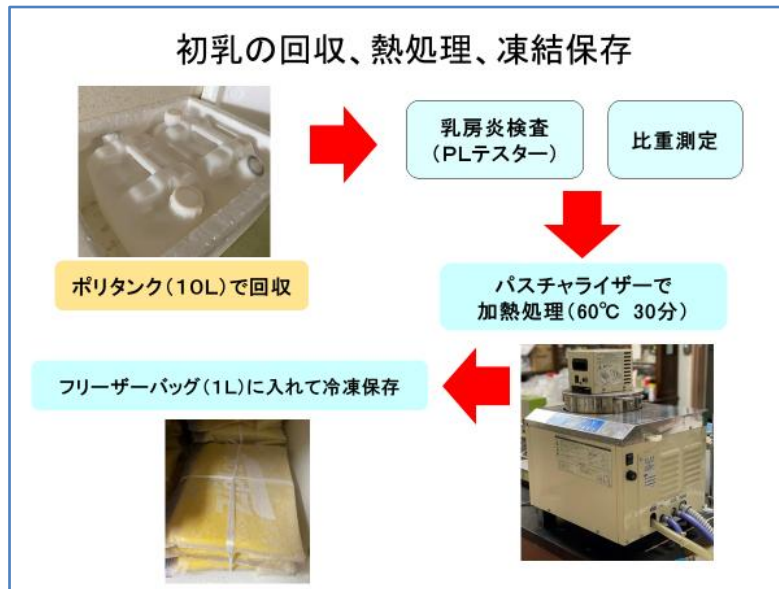 初乳の回収、熱処理、凍結保存
乳房炎検査
(PLテスター)
比重測定
ポリタンク(10L)で回収
パスチャライザーで
加熱処理(60℃ 30分)
フリーザーバッグ(1L)に入れて冷凍保存